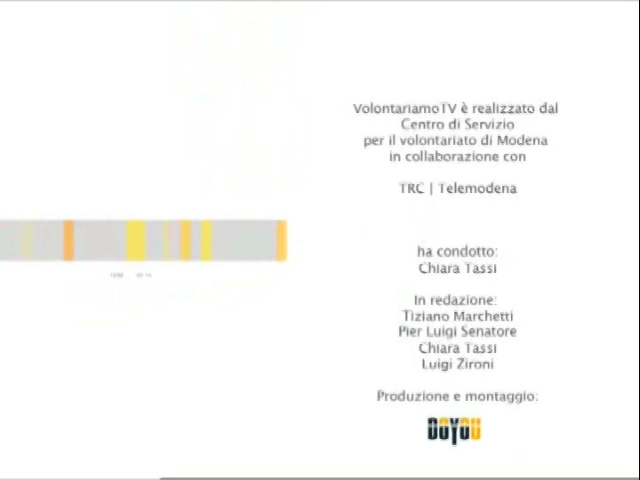 VolontariamoTV è realizzato dal
Centro di Servizio
per il volontariato di Modena
in collaborazione con
TRC | Telemodena
ha condotto:
Chiara Tassi
In redazione:
Tiziano Marchetti
Pier Luigi Senatore
Chiara Tassi
Luigi Zironi
Produzione e montaggio:
DOYOU